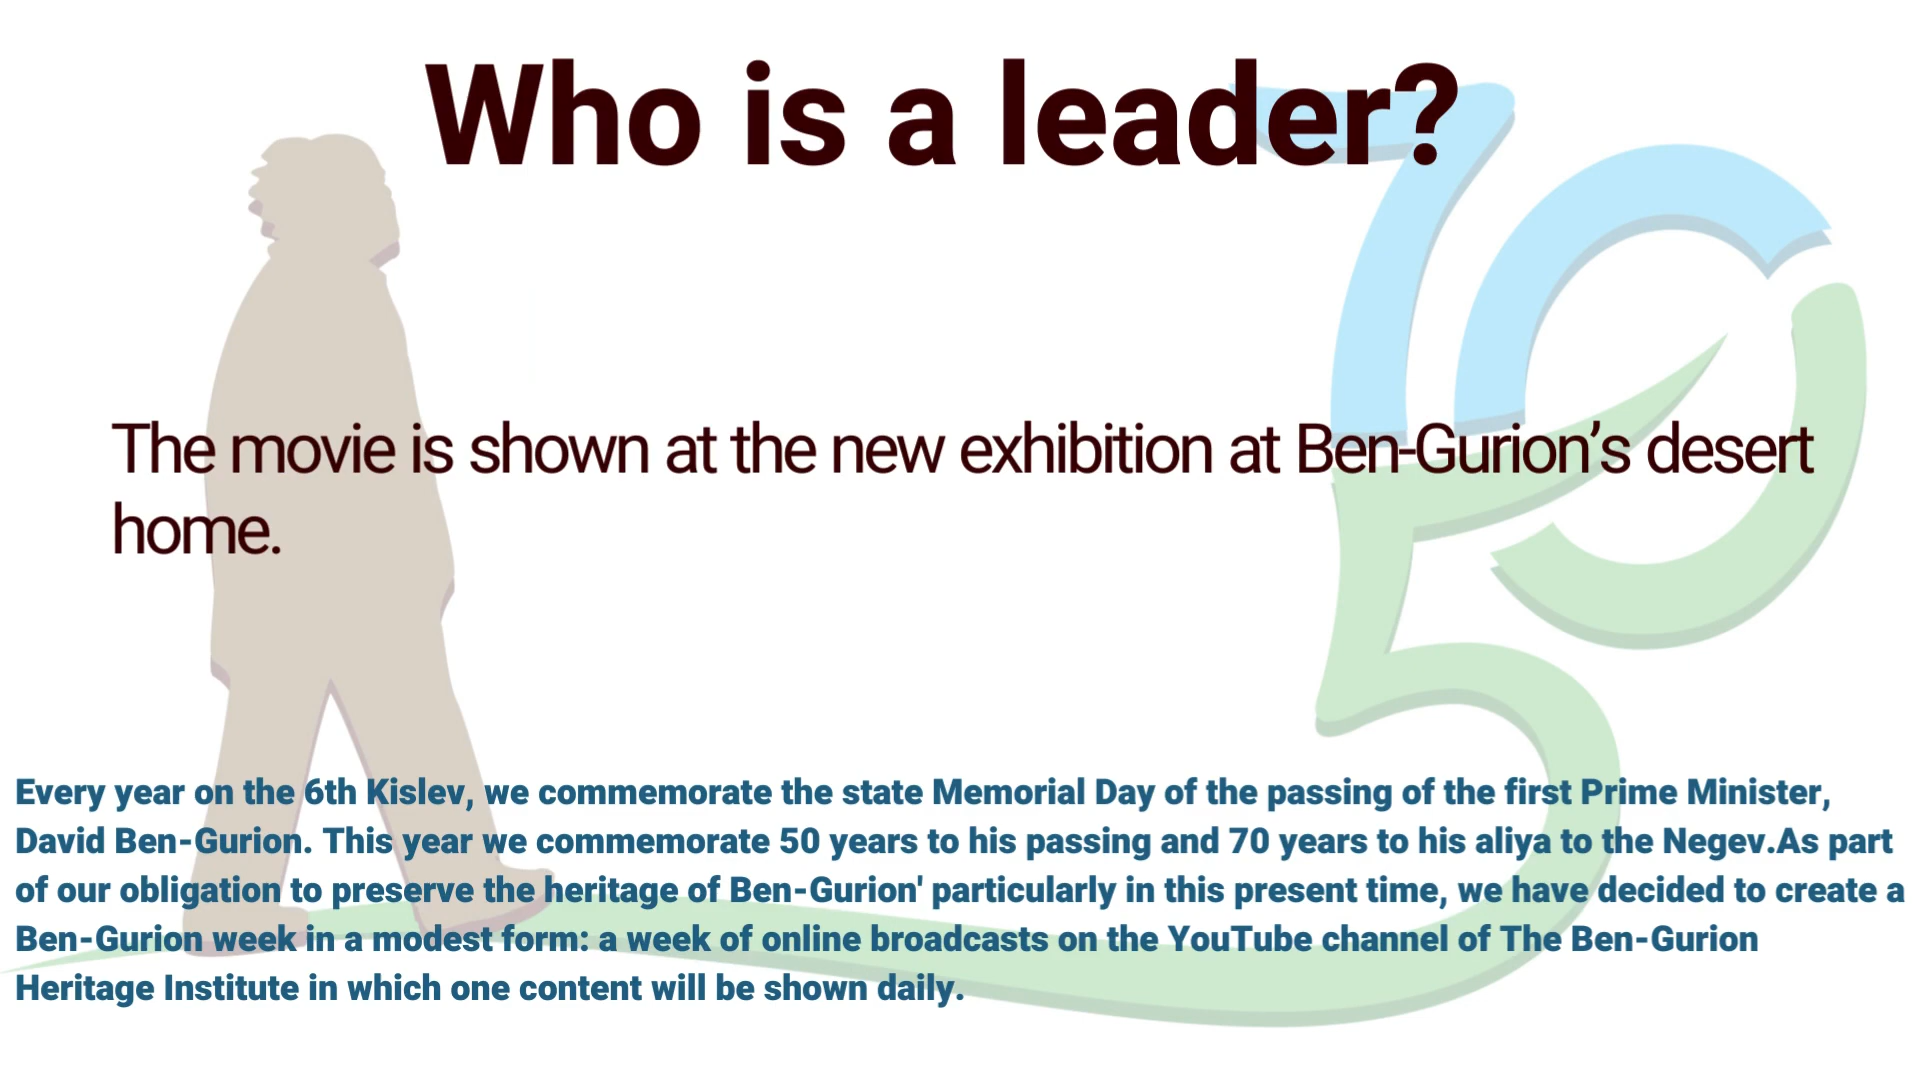 Who is a leader?
The movie is shown at the new exhibition at Ben-Gurion’s desert
home.
70
50
Every year on the 6th Kislev, we commemorate the state Memorial Day of the passing of the first Prime Minister,
David Ben-Gurion. This year we commemorate 50 years to his passing and 70 years to his aliya to the Negev.As part
of our obligation to preserve the heritage of Ben-Gurion' particularly in this present time, we have decided to create a
Ben-Gurion week in a modest form: a week of online broadcasts on the YouTube channel of The Ben-Gurion
Heritage Institute in which one content will be shown daily.